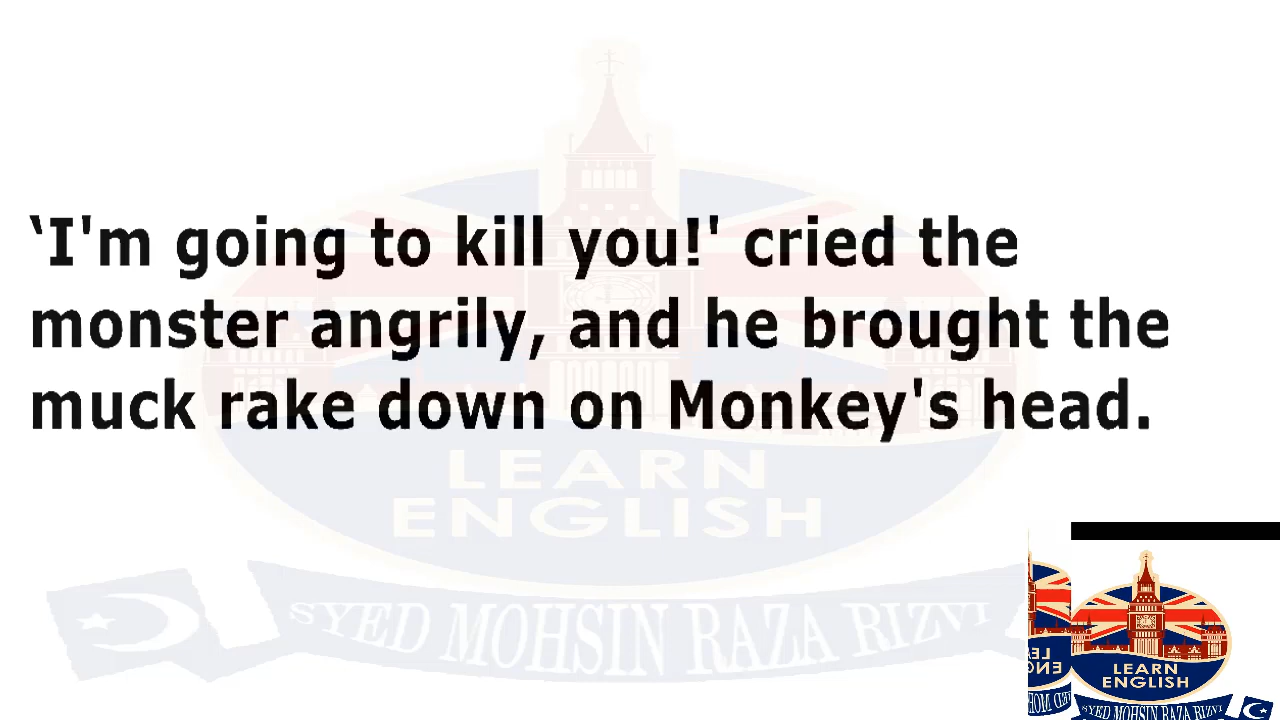 ‘I'm going to kill you!' cried the
monster angrily, and he brought the
muck rake down on Monkey's head.
LEARN
ENGLISH
SYED MOHSIN RAZA RIZVI
LEARN
ENGLISH
SYED MOHSIN RAZA RIZVI